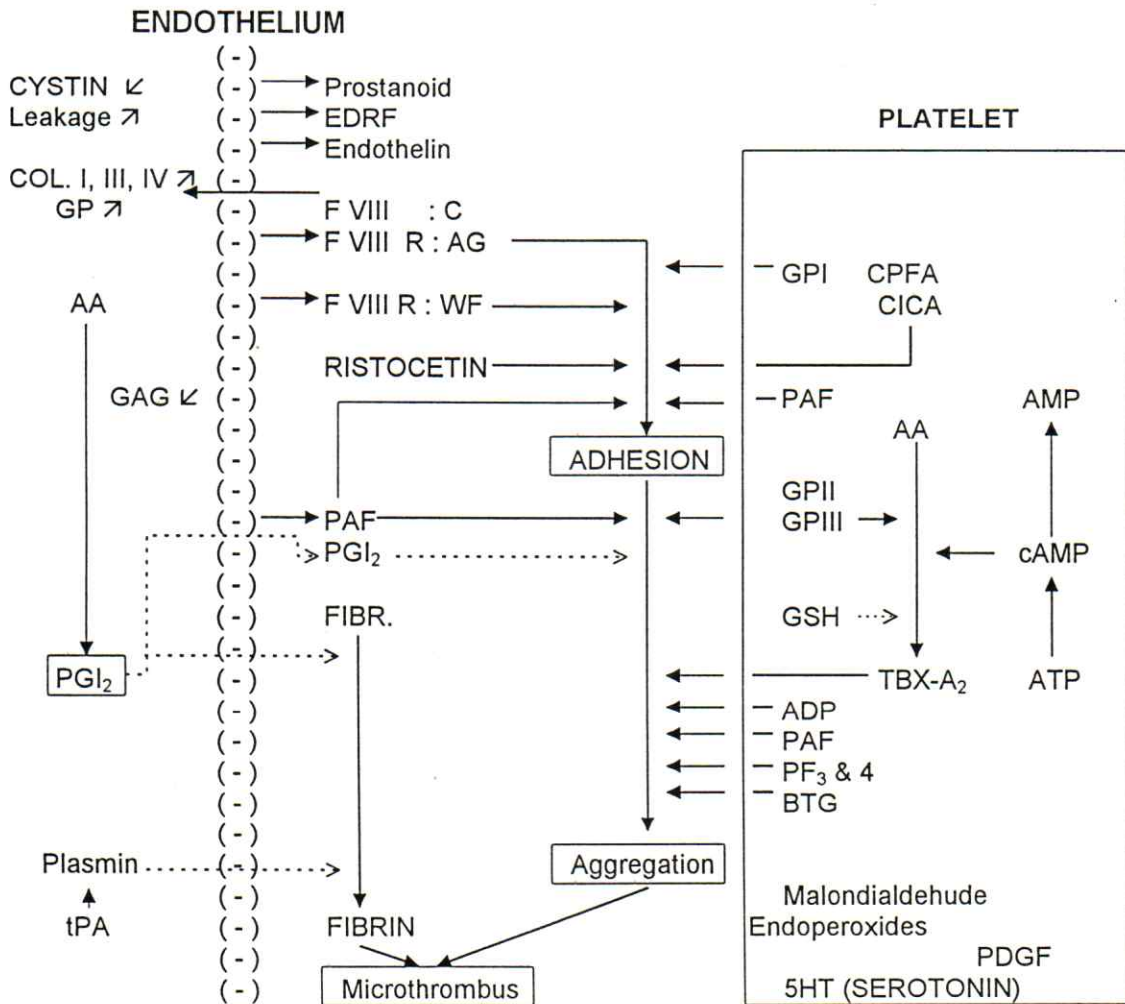 ENDOTHELIUM
( - )
CYSTIN ↙ ( - ) Prostanoid
Leakage ↗ ( - ) EDRF
PLATELET
( - ) Endothelin
COL. I, III, IV ↗ ( - )
GP ↗ ( - ) F VIII : C
( - ) F VIII R : AG
( - ) GPI CPFA
AA ( - ) F VIII R : WF CICA
( - )
( - ) RISTOCETIN
GAG ↙ ( - ) PAF AMP
( - ) AA
( - ) ADHESION
( - ) GPII
( - ) PAF GPIII
( - ) PGI₂ cAMP
( - )
( - ) FIBR. GSH
( - )
PGI₂ ( - ) TBX-A₂ ATP
( - ) ADP
( - ) PAF
( - ) PF₃ & 4
( - ) BTG
( - )
Plasmin ( - ) Aggregation
( - ) Malondialdehude
tPA ( - ) FIBRIN Endoperoxides
( - ) PDGF
( - ) Microthrombus 5HT (SEROTONIN)